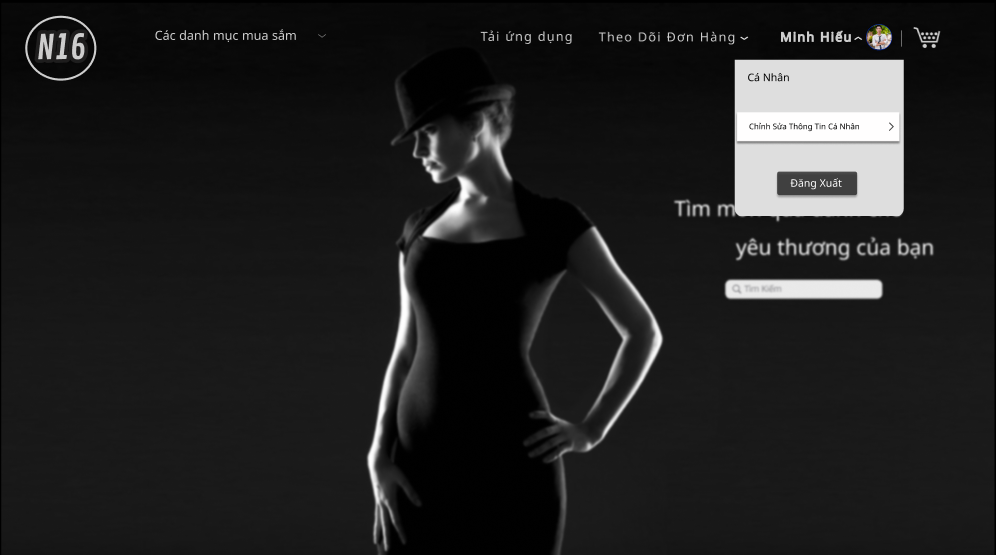 N16
Các danh mục mua sắm
Tải ứng dụng
Theo Dõi Đơn Hàng
Minh Hiếu
Cá Nhân
Chỉnh Sửa Thông Tin Cá Nhân
Đăng Xuất
Tìm
yêu thương của bạn
Tìm Kiếm